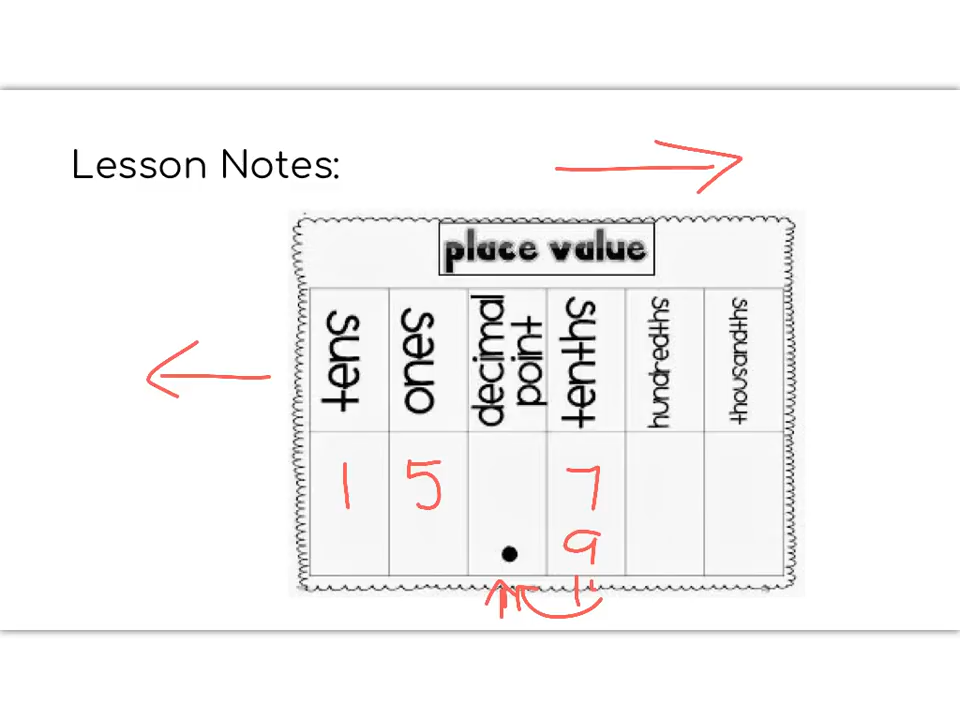 Lesson Notes:
place value
tens ones decimal point tenths hundredths thousandths
1 5 7
. 9